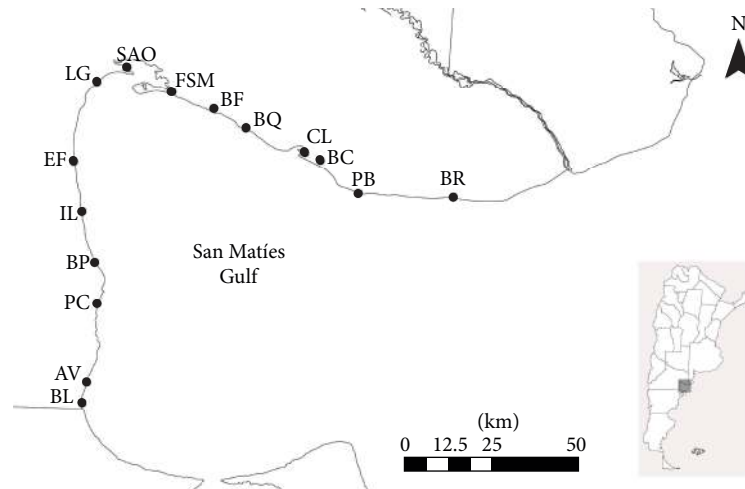 N
SAO
LG
FSM
BF
BQ
CL
BC
EF
PB
BR
IL
San Matíes
Gulf
BP
PC
AV
BL
(km)
0 12.5 25 50